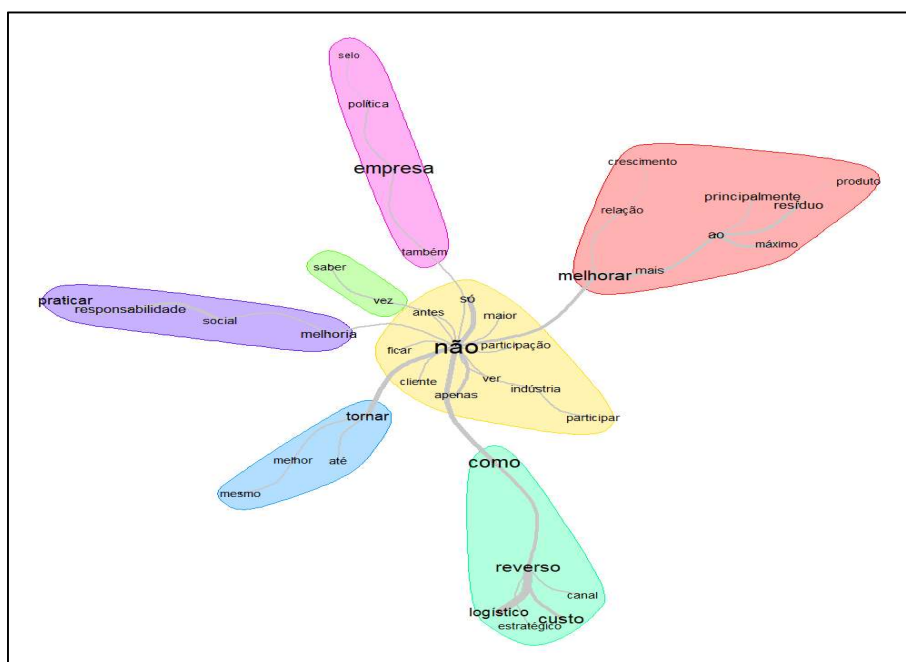 selo
política
empresa
também
crescimento
produto
principalmente
resíduo
relação
ao
máximo
melhorar
mais
saber
vez
praticar
responsabilidade
social
melhoria
só
antes
maior
não
participação
ficar
cliente
ver
apenas
indústria
participar
tornar
melhor
até
mesmo
como
reverso
canal
logístico
custo
estratégico